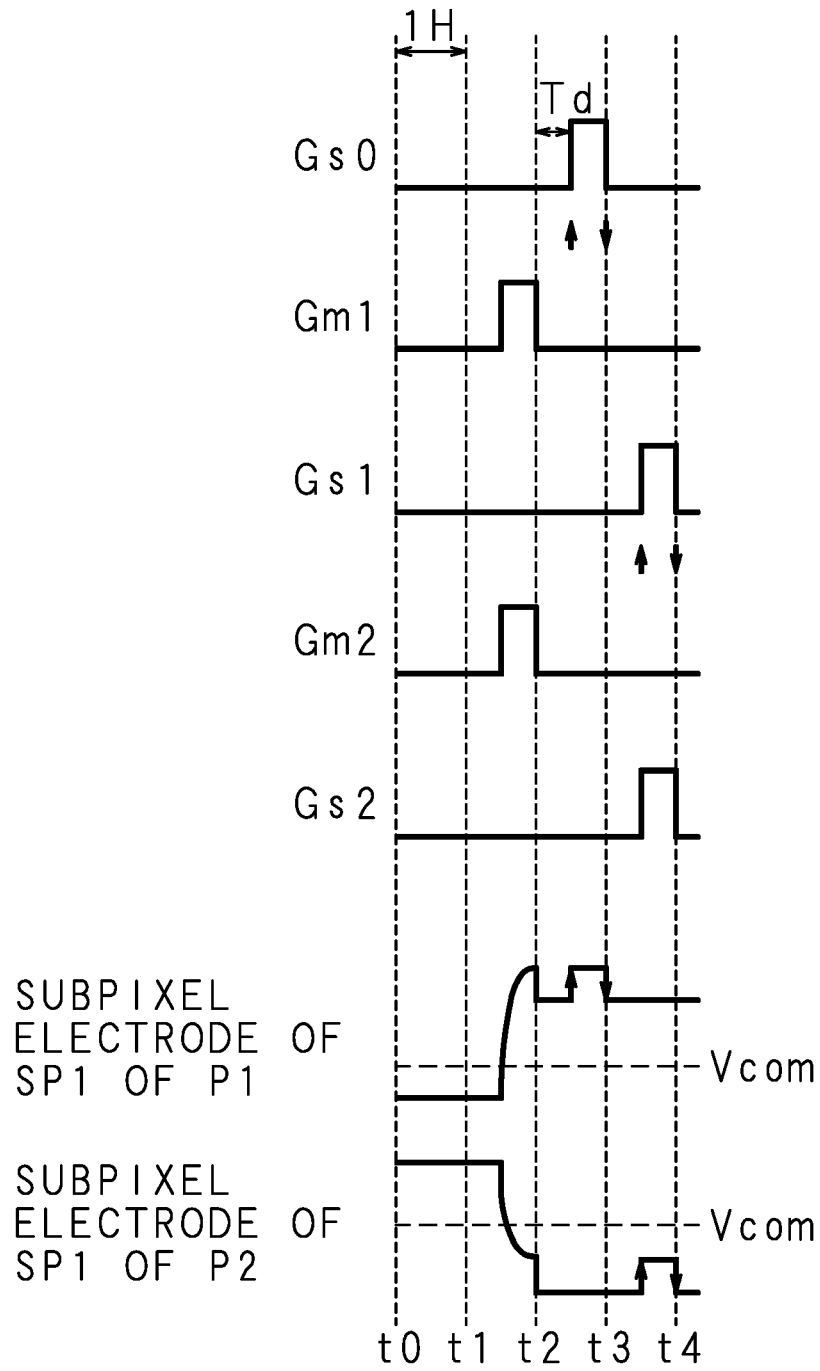 1H
Td
Gs0
Gm1
Gs1
Gm2
Gs2
SUBPIXEL
ELECTRODE OF
SP1 OF P1
Vcom
SUBPIXEL
ELECTRODE OF
SP1 OF P2
Vcom
t0 t1 t2 t3 t4